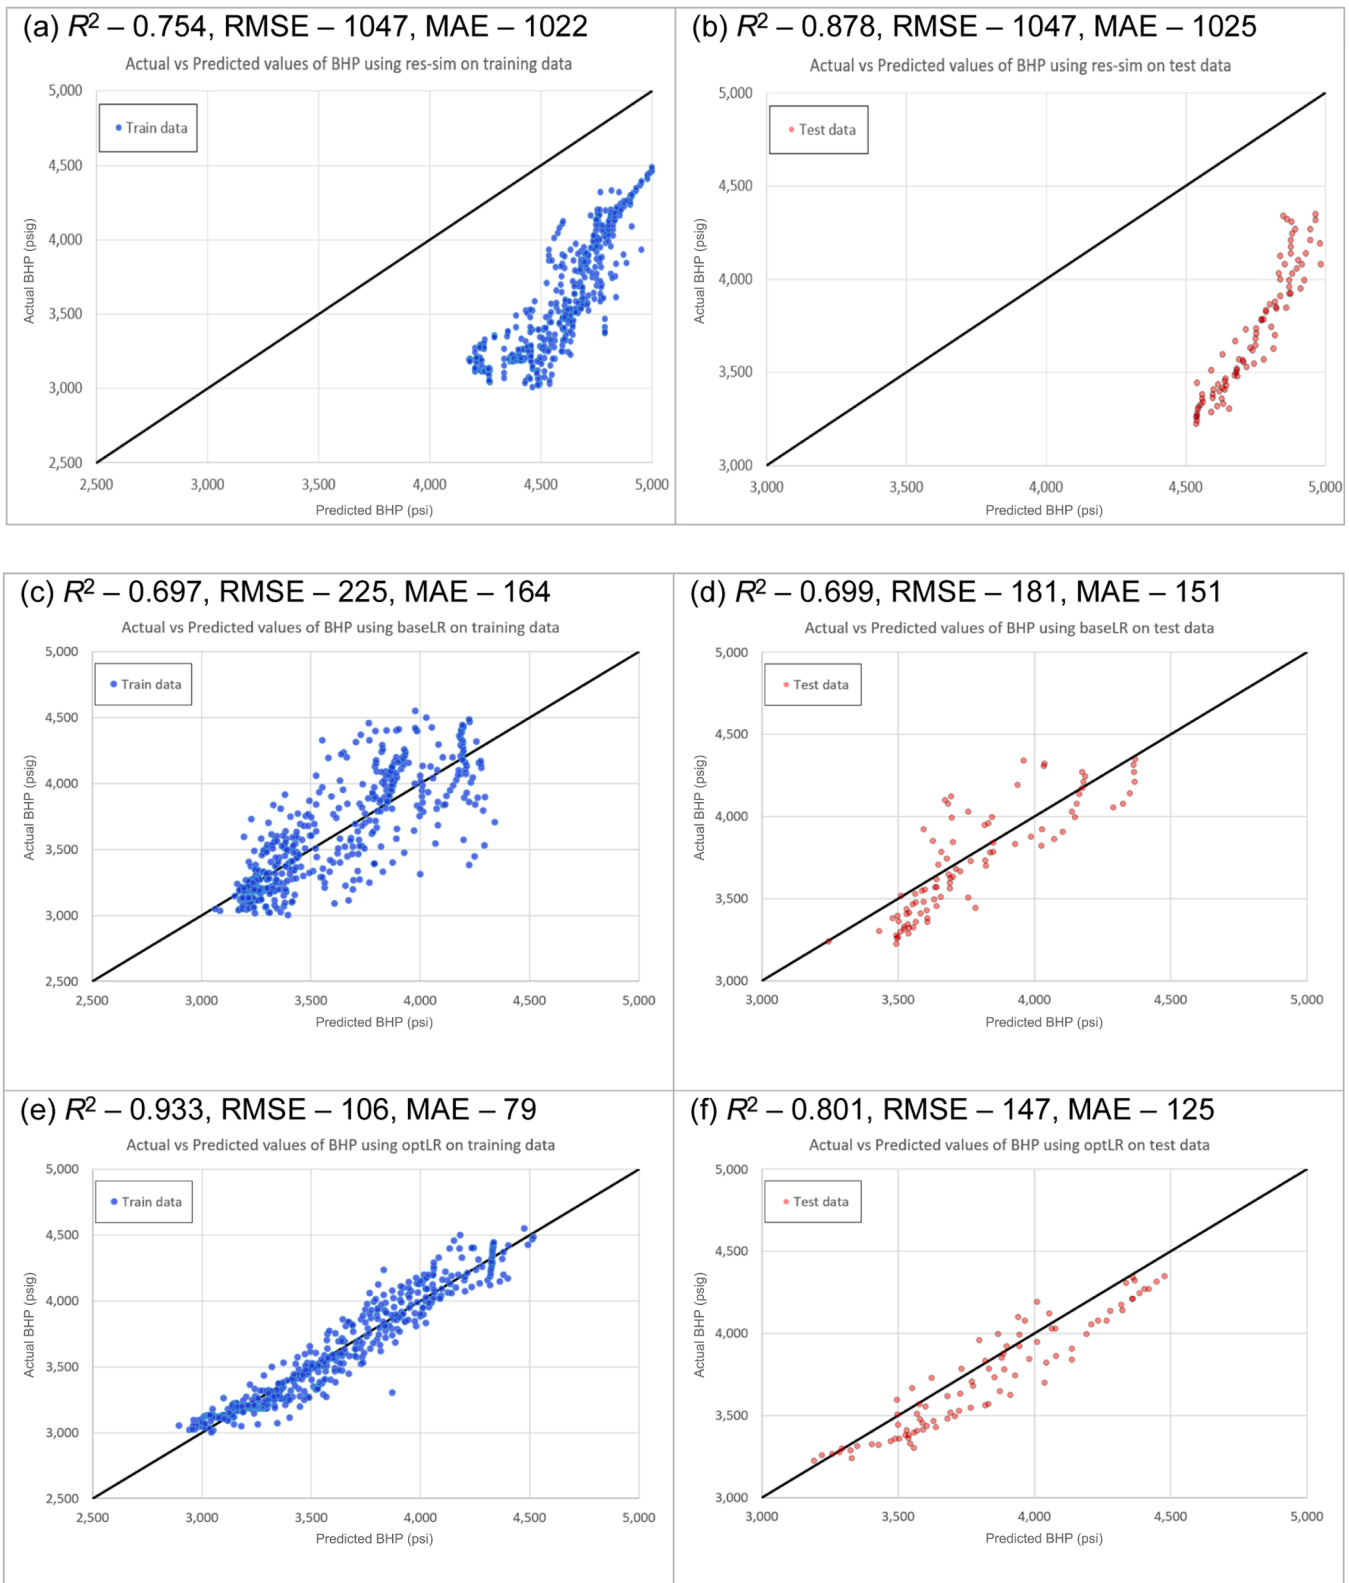 (a) R² – 0.754, RMSE – 1047, MAE – 1022
Actual vs Predicted values of BHP using res-sim on training data
Train data
5,000
4,500
4,000
3,500
3,000
2,500
Actual BHP (psig)
2,500 3,000 3,500 4,000 4,500 5,000
Predicted BHP (psi)
(b) R² – 0.878, RMSE – 1047, MAE – 1025
Actual vs Predicted values of BHP using res-sim on test data
Test data
5,000
4,500
4,000
3,500
3,000
Actual BHP (psig)
3,000 3,500 4,000 4,500 5,000
Predicted BHP (psi)
(c) R² – 0.697, RMSE – 225, MAE – 164
Actual vs Predicted values of BHP using baseLR on training data
Train data
5,000
4,500
4,000
3,500
3,000
2,500
Actual BHP (psig)
2,500 3,000 3,500 4,000 4,500 5,000
Predicted BHP (psi)
(d) R² – 0.699, RMSE – 181, MAE – 151
Actual vs Predicted values of BHP using baseLR on test data
Test data
5,000
4,500
4,000
3,500
3,000
Actual BHP (psig)
3,000 3,500 4,000 4,500 5,000
Predicted BHP (psi)
(e) R² – 0.933, RMSE – 106, MAE – 79
Actual vs Predicted values of BHP using optLR on training data
Train data
5,000
4,500
4,000
3,500
3,000
2,500
Actual BHP (psig)
2,500 3,000 3,500 4,000 4,500 5,000
Predicted BHP (psi)
(f) R² – 0.801, RMSE – 147, MAE – 125
Actual vs Predicted values of BHP using optLR on test data
Test data
5,000
4,500
4,000
3,500
3,000
Actual BHP (psig)
3,000 3,500 4,000 4,500 5,000
Predicted BHP (psi)